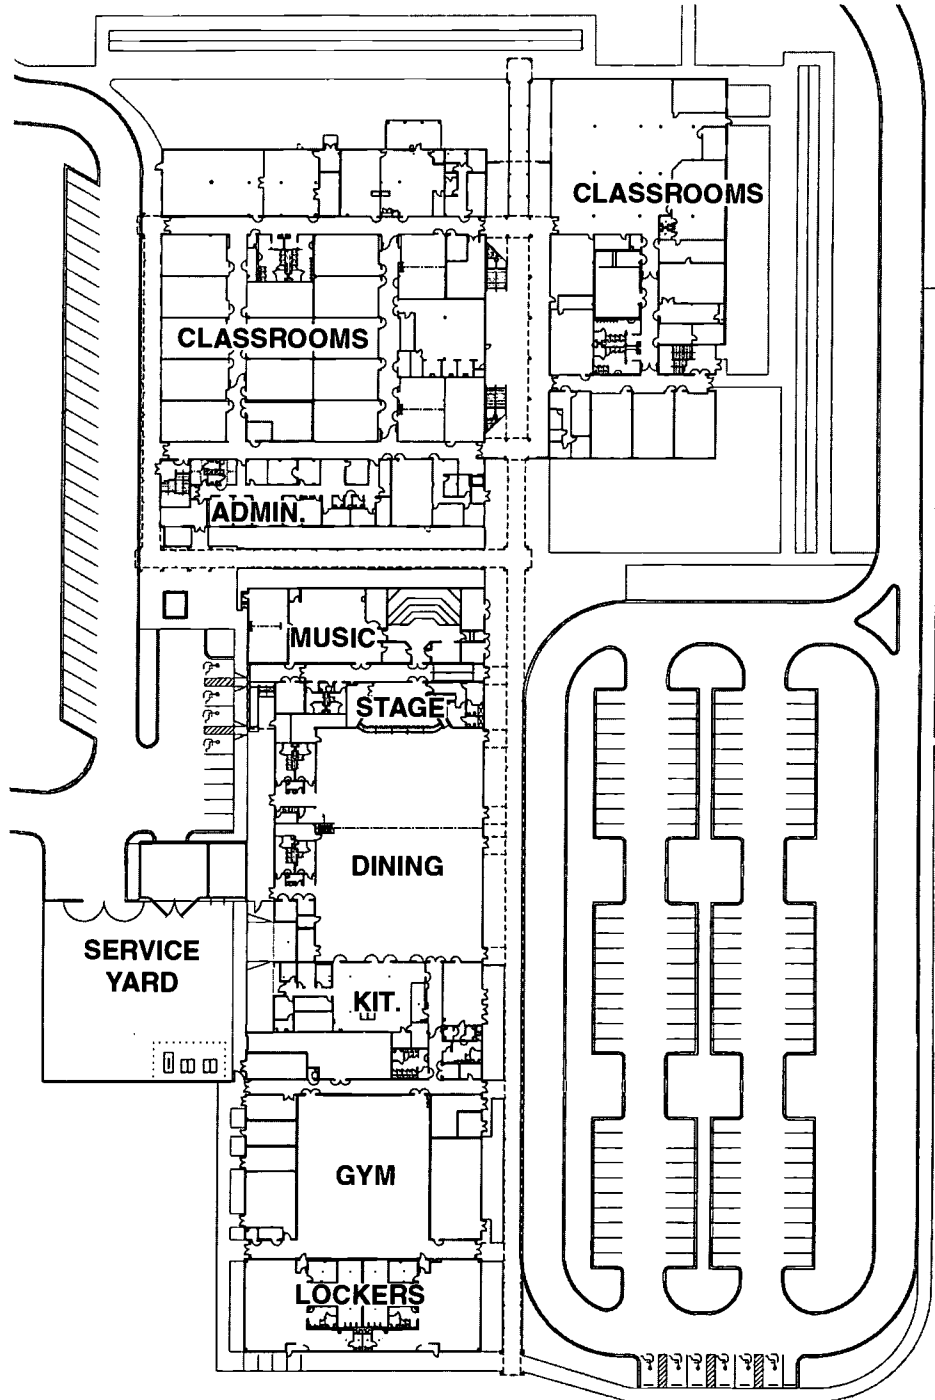 CLASSROOMS
CLASSROOMS
ADMIN.
MUSIC
STAGE
DINING
SERVICE
YARD
KIT.
GYM
LOCKERS